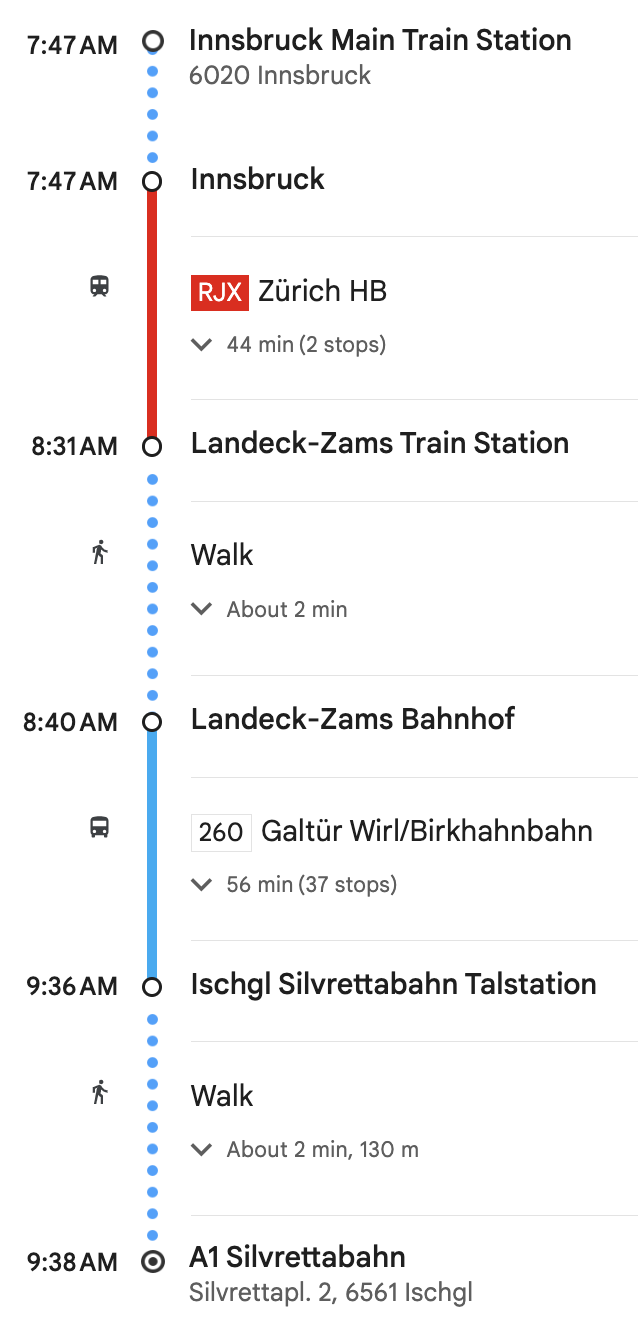 7:47 AM Innsbruck Main Train Station
6020 Innsbruck
7:47 AM Innsbruck
RJX Zürich HB
44 min (2 stops)
8:31 AM Landeck-Zams Train Station
Walk
About 2 min
8:40 AM Landeck-Zams Bahnhof
260 Galtür Wirl/Birkhahnbahn
56 min (37 stops)
9:36 AM Ischgl Silvrettabahn Talstation
Walk
About 2 min, 130 m
9:38 AM A1 Silvrettabahn
Silvrettapl. 2, 6561 Ischgl